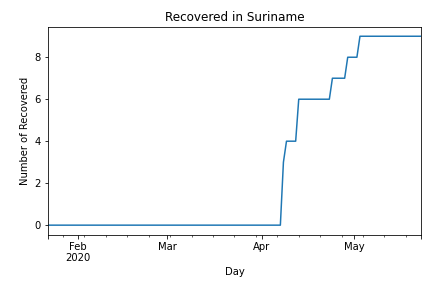 Recovered in Suriname
Number of Recovered
8
6
4
2
0
Feb
2020
Mar
Apr
May
Day